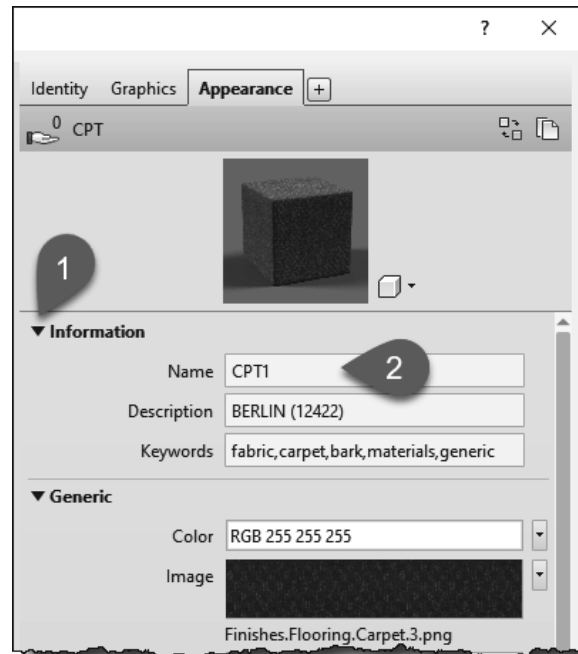 ?
Identity Graphics Appearance +
0 CPT
1
Information
Name CPT1 2
Description BERLIN (12422)
Keywords fabric,carpet,bark,materials,generic
Generic
Color RGB 255 255 255
Image
Finishes.Flooring.Carpet.3.png